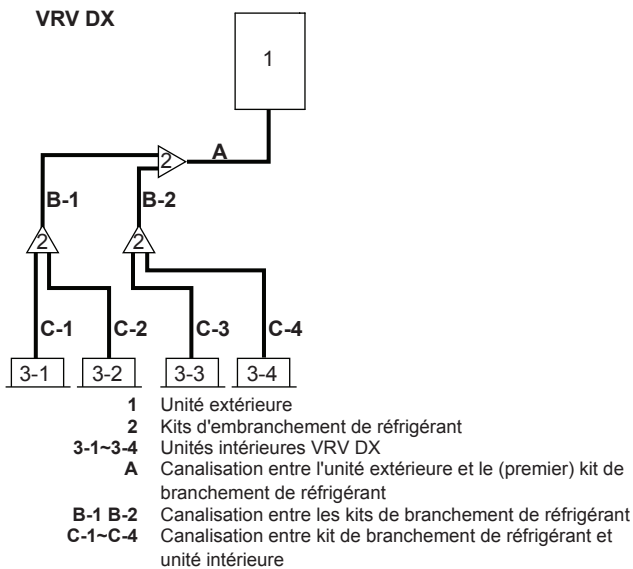 VRV DX
1
2
A
B-1
B-2
2
2
C-1
C-2
C-3
C-4
3-1
3-2
3-3
3-4
1 Unité extérieure
2 Kits d'embranchement de réfrigérant
3-1~3-4 Unités intérieures VRV DX
A Canalisation entre l'unité extérieure et le (premier) kit de
branchement de réfrigérant
B-1 B-2 Canalisation entre les kits de branchement de réfrigérant
C-1~C-4 Canalisation entre kit de branchement de réfrigérant et
unité intérieure